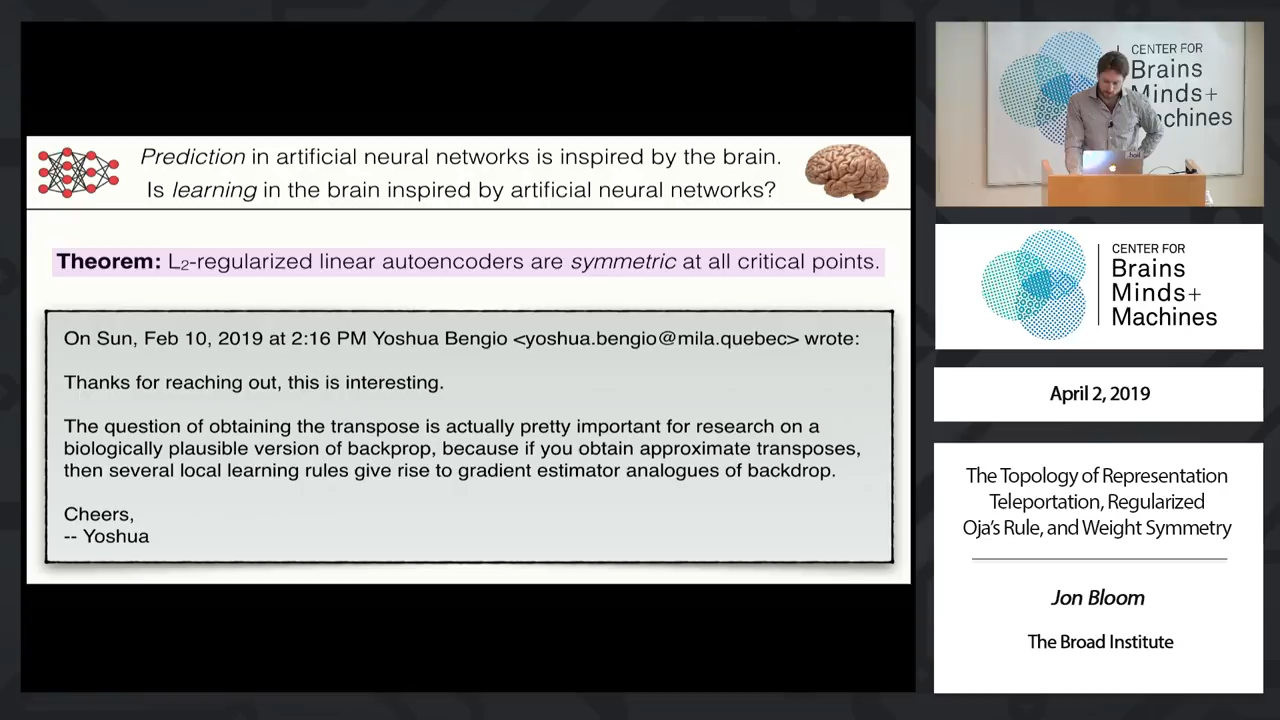 Prediction in artificial neural networks is inspired by the brain.
Is learning in the brain inspired by artificial neural networks?
Theorem: L2-regularized linear autoencoders are symmetric at all critical points.
On Sun, Feb 10, 2019 at 2:16 PM Yoshua Bengio <yoshua.bengio@mila.quebec> wrote:
Thanks for reaching out, this is interesting.
The question of obtaining the transpose is actually pretty important for research on a
biologically plausible version of backprop, because if you obtain approximate transposes,
then several local learning rules give rise to gradient estimator analogues of backdrop.
Cheers,
-- Yoshua
CENTER FOR
Brains
Minds+
Machines
CENTER FOR
Brains
Minds+
Machines
April 2, 2019
The Topology of Representation
Teleportation, Regularized
Oja's Rule, and Weight Symmetry
Jon Bloom
The Broad Institute